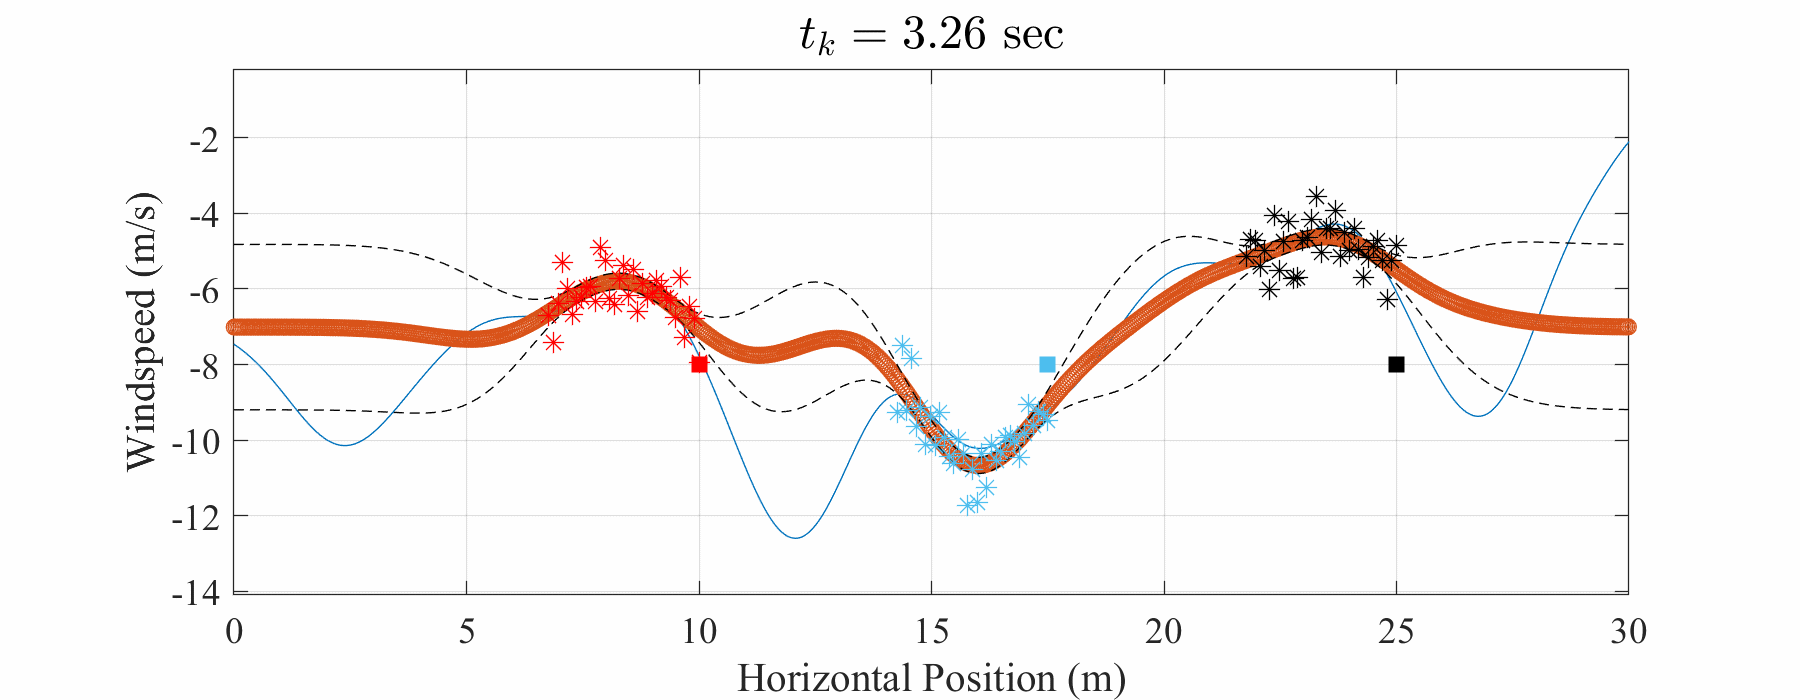 t_k = 3.26 sec
-2
-4
-6
-8
-10
-12
-14
Windspeed (m/s)
0 5 10 15 20 25 30
Horizontal Position (m)